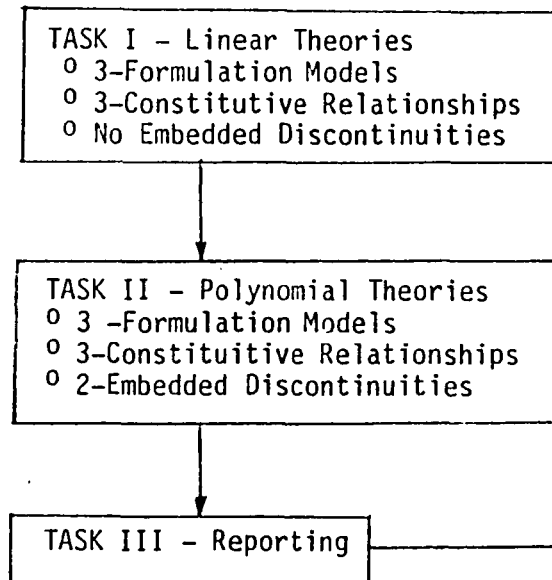 TASK I - Linear Theories
o 3-Formulation Models
o 3-Constitutive Relationships
o No Embedded Discontinuities
TASK II - Polynomial Theories
o 3 -Formulation Models
o 3-Constituitive Relationships
o 2-Embedded Discontinuities
TASK III - Reporting